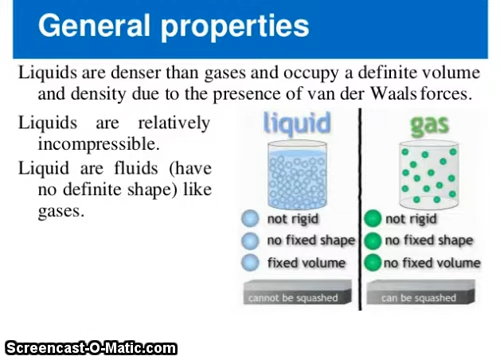 General properties
Liquids are denser than gases and occupy a definite volume
and density due to the presence of van der Waals forces.
Liquids are relatively
incompressible.
Liquid are fluids (have
no definite shape) like
gases.
liquid
not rigid
no fixed shape
fixed volume
cannot be squashed
gas
not rigid
no fixed shape
no fixed volume
can be squashed
Screencast-O-Matic.com